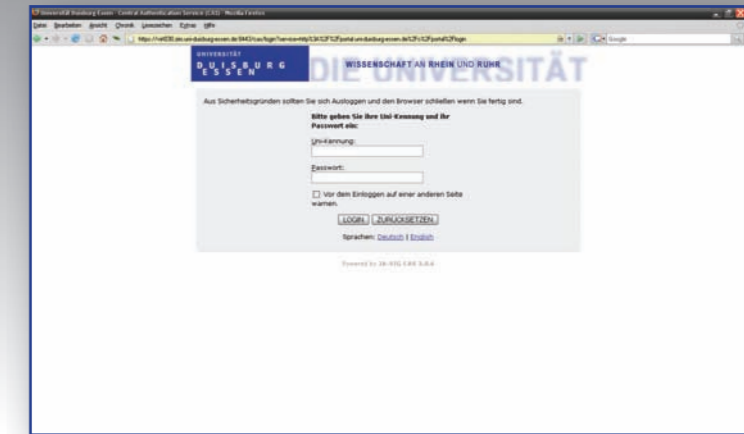 Universität Duisburg Essen - Central Authentication Service (CAS) - Mozilla Firefox
Datei Bearbeiten Ansicht Chronik Lesezeichen Extras Hilfe
Google
UNIVERSITÄT
DUISBURG
ESSEN
DIE UNIVERSITÄT
WISSENSCHAFT AN RHEIN UND RUHR
Aus Sicherheitsgründen sollten Sie sich Ausloggen und den Browser schließen wenn Sie fertig sind.
Bitte geben Sie ihre Uni-Kennung und ihr
Passwort ein:
Uni-Kennung:
Passwort:
Vor dem Einloggen auf einer anderen Seite
warnen.
LOGIN ZURÜCKSETZEN
Sprachen: Deutsch | English
Powered by